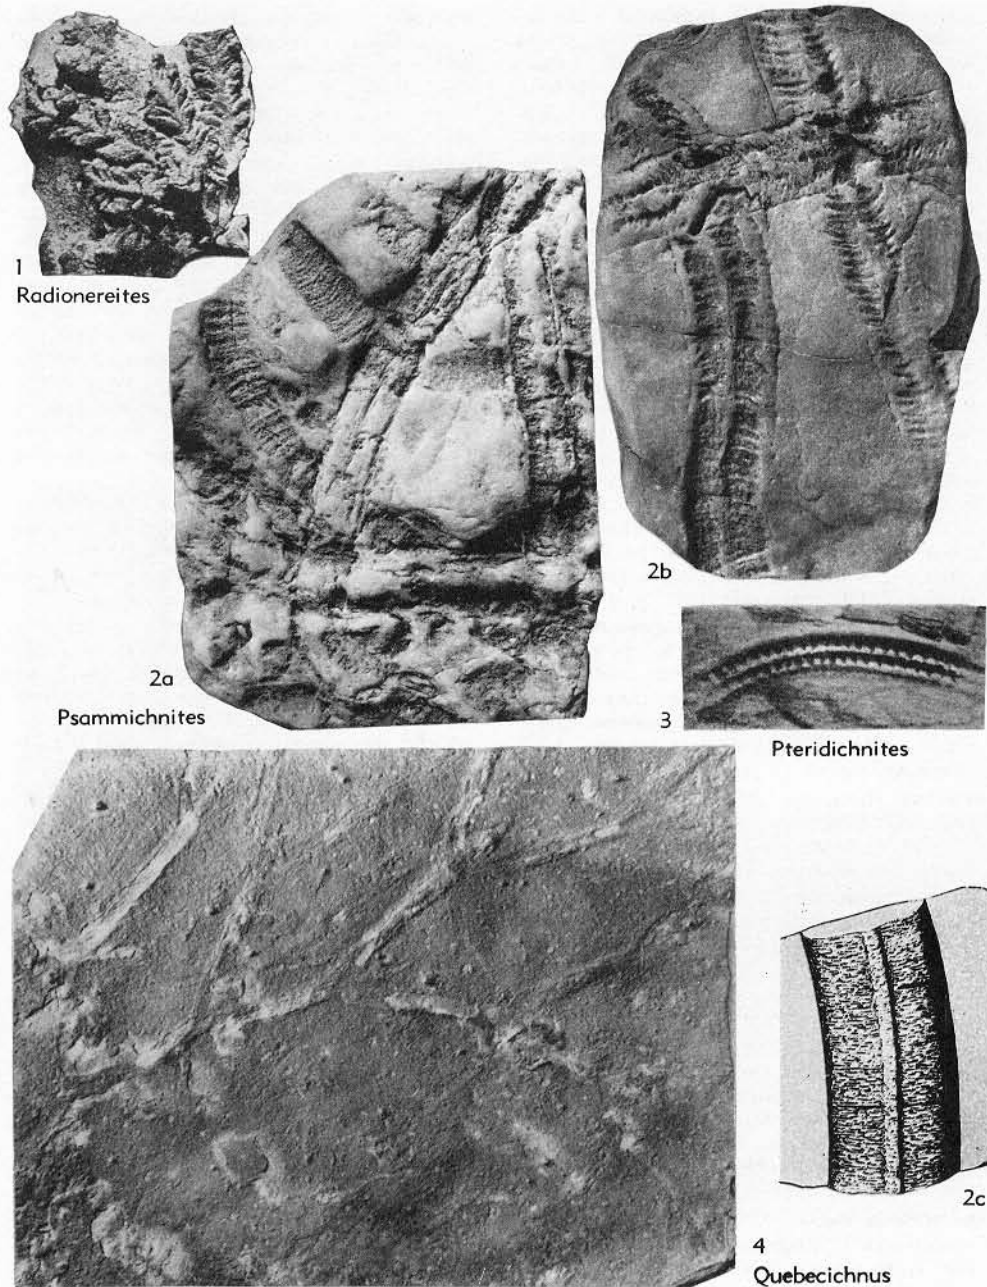 1
Radionereites
2a
Psammichnites
2b
3
Pteridichnites
2c
4
Quebecichnus